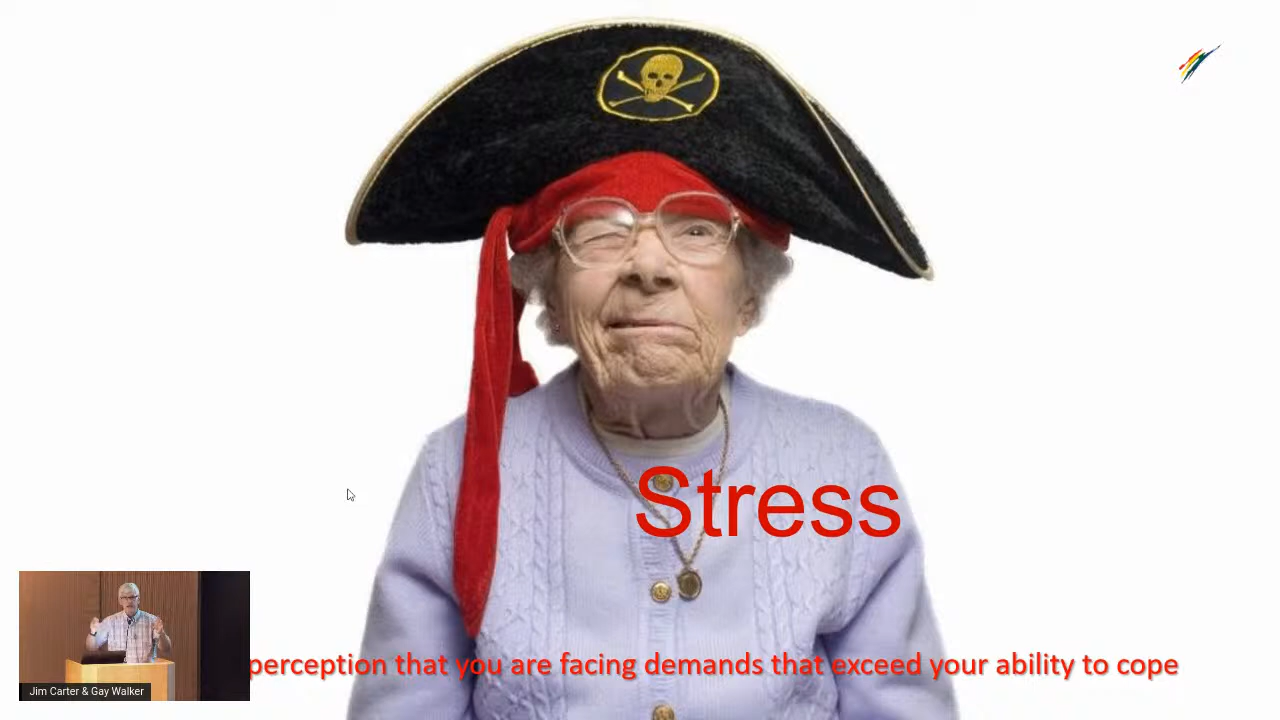 Stress
perception that you are facing demands that exceed your ability to cope
Jim Carter & Gay Walker